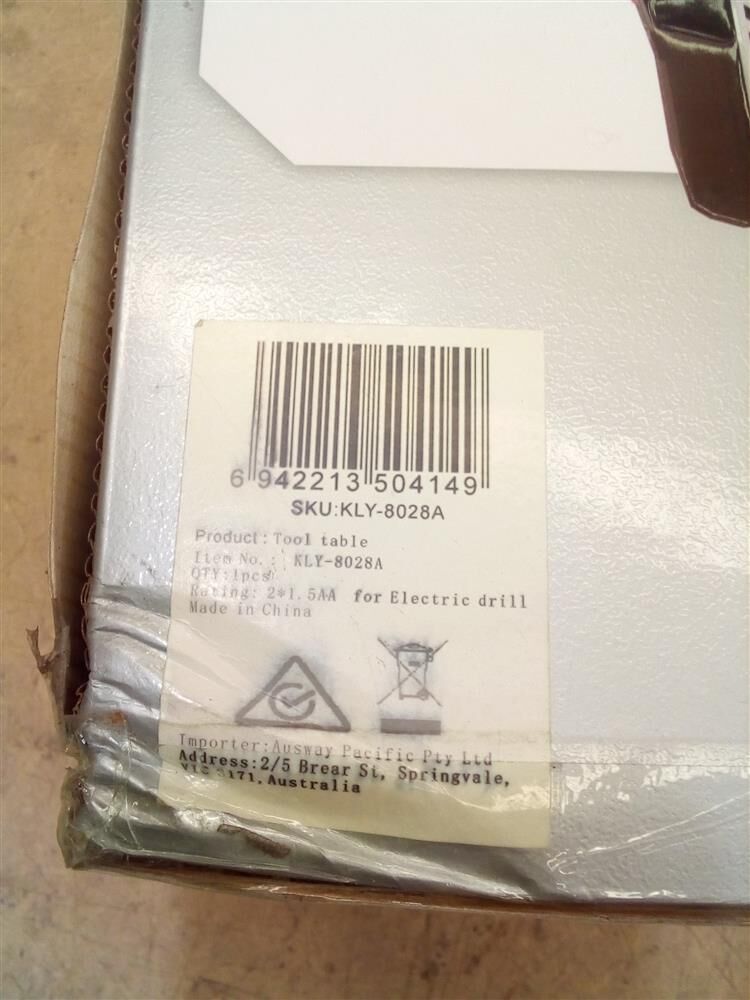 6 942213 504149
SKU:KLY-8028A
Product: Tool table
Item No.: KLY-8028A
QTY:1pcs
Rating: 2*1.5AA for Electric drill
Made in China
Importer:Ausway Pacific Pty Ltd
Address:2/5 Brear St, Springvale,
VIC 3171, Australia